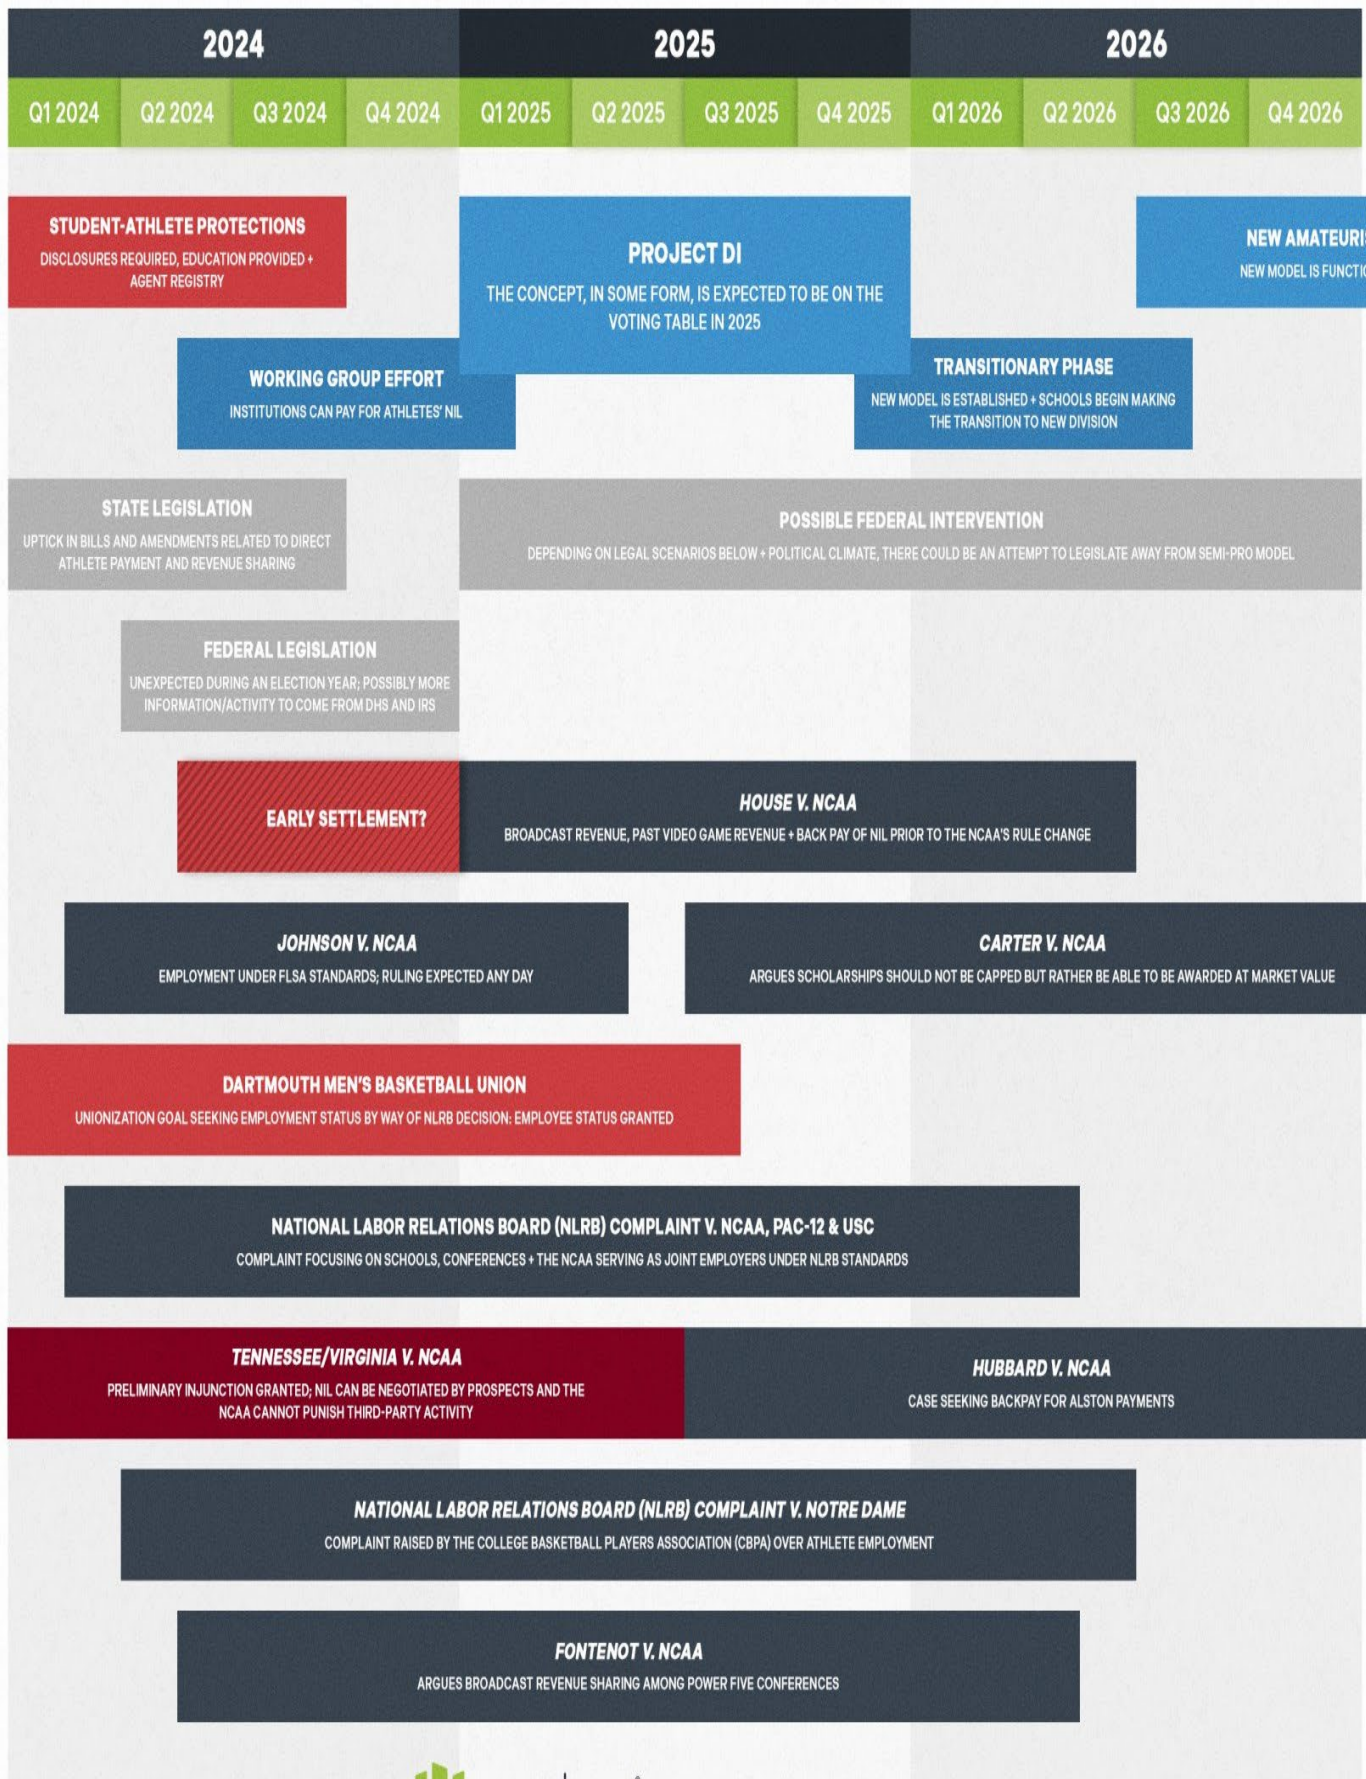 2024
2025
2026
Q1 2024
Q2 2024
Q3 2024
Q4 2024
Q1 2025
Q2 2025
Q3 2025
Q4 2025
Q1 2026
Q2 2026
Q3 2026
Q4 2026
STUDENT-ATHLETE PROTECTIONS
DISCLOSURES REQUIRED, EDUCATION PROVIDED +
AGENT REGISTRY
PROJECT DI
THE CONCEPT, IN SOME FORM, IS EXPECTED TO BE ON THE
VOTING TABLE IN 2025
NEW
NEW MODEL IS
WORKING GROUP EFFORT
INSTITUTIONS CAN PAY FOR ATHLETES' NIL
TRANSITIONARY PHASE
NEW MODEL IS ESTABLISHED + SCHOOLS BEGIN MAKING
THE TRANSITION TO NEW DIVISION
STATE LEGISLATION
UPTICK IN BILLS AND AMENDMENTS RELATED TO DIRECT
ATHLETE PAYMENT AND REVENUE SHARING
POSSIBLE FEDERAL INTERVENTION
DEPENDING ON LEGAL SCENARIOS BELOW + POLITICAL CLIMATE, THERE COULD BE AN ATTEMPT TO LEGISLATE AWAY FROM SEMI-PRO MODEL
FEDERAL LEGISLATION
UNEXPECTED DURING AN ELECTION YEAR; POSSIBLY MORE
INFORMATION/ACTIVITY TO COME FROM DHS AND IRS
EARLY SETTLEMENT?
HOUSE V. NCAA
BROADCAST REVENUE, PAST VIDEO GAME REVENUE + BACK PAY OF NIL PRIOR TO THE NCAA'S RULE CHANGE
JOHNSON V. NCAA
EMPLOYMENT UNDER FLSA STANDARDS; RULING EXPECTED ANY DAY
CARTER V. NCAA
ARGUES SCHOLARSHIPS SHOULD NOT BE CAPPED BUT RATHER BE ABLE TO BE AWARDED AT MARKET VALUE
DARTMOUTH MEN'S BASKETBALL UNION
UNIONIZATION GOAL SEEKING EMPLOYMENT STATUS BY WAY OF NLRB DECISION: EMPLOYEE STATUS GRANTED
NATIONAL LABOR RELATIONS BOARD (NLRB) COMPLAINT V. NCAA, PAC-12 & USC
COMPLAINT FOCUSING ON SCHOOLS, CONFERENCES + THE NCAA SERVING AS JOINT EMPLOYERS UNDER NLRB STANDARDS
TENNESSEE/VIRGINIA V. NCAA
PRELIMINARY INJUNCTION GRANTED; NIL CAN BE NEGOTIATED BY PROSPECTS AND THE
NCAA CANNOT PUNISH THIRD-PARTY ACTIVITY
HUBBARD V. NCAA
CASE SEEKING BACKPAY FOR ALSTON PAYMENTS
NATIONAL LABOR RELATIONS BOARD (NLRB) COMPLAINT V. NOTRE DAME
COMPLAINT RAISED BY THE COLLEGE BASKETBALL PLAYERS ASSOCIATION (CBPA) OVER ATHLETE EMPLOYMENT
FONTENOT V. NCAA
ARGUES BROADCAST REVENUE SHARING AMONG POWER FIVE CONFERENCES